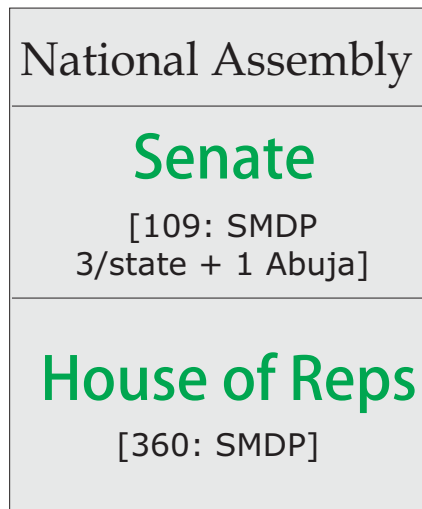 National Assembly
Senate
[109: SMDP
3/state + 1 Abuja]
House of Reps
[360: SMDP]